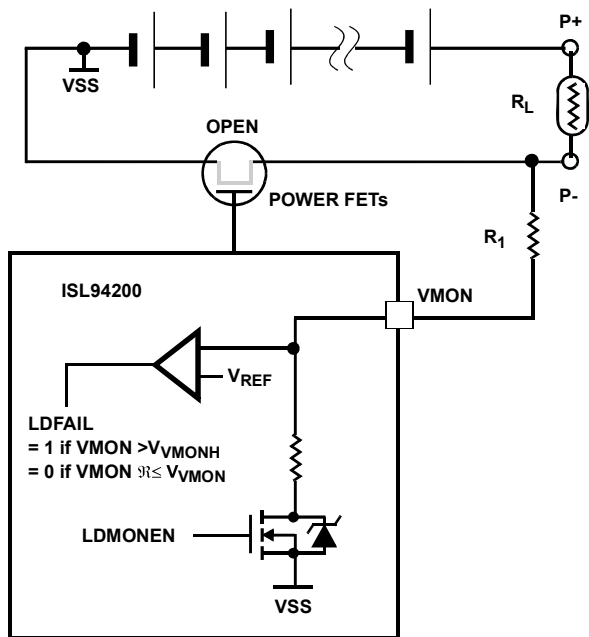 P+
VSS
RL
OPEN
P-
POWER FETs
R1
ISL94200
VMON
VREF
LDFAIL
= 1 if VMON >VVMONH
= 0 if VMON ℜ≤ VVMON
LDMONEN
VSS